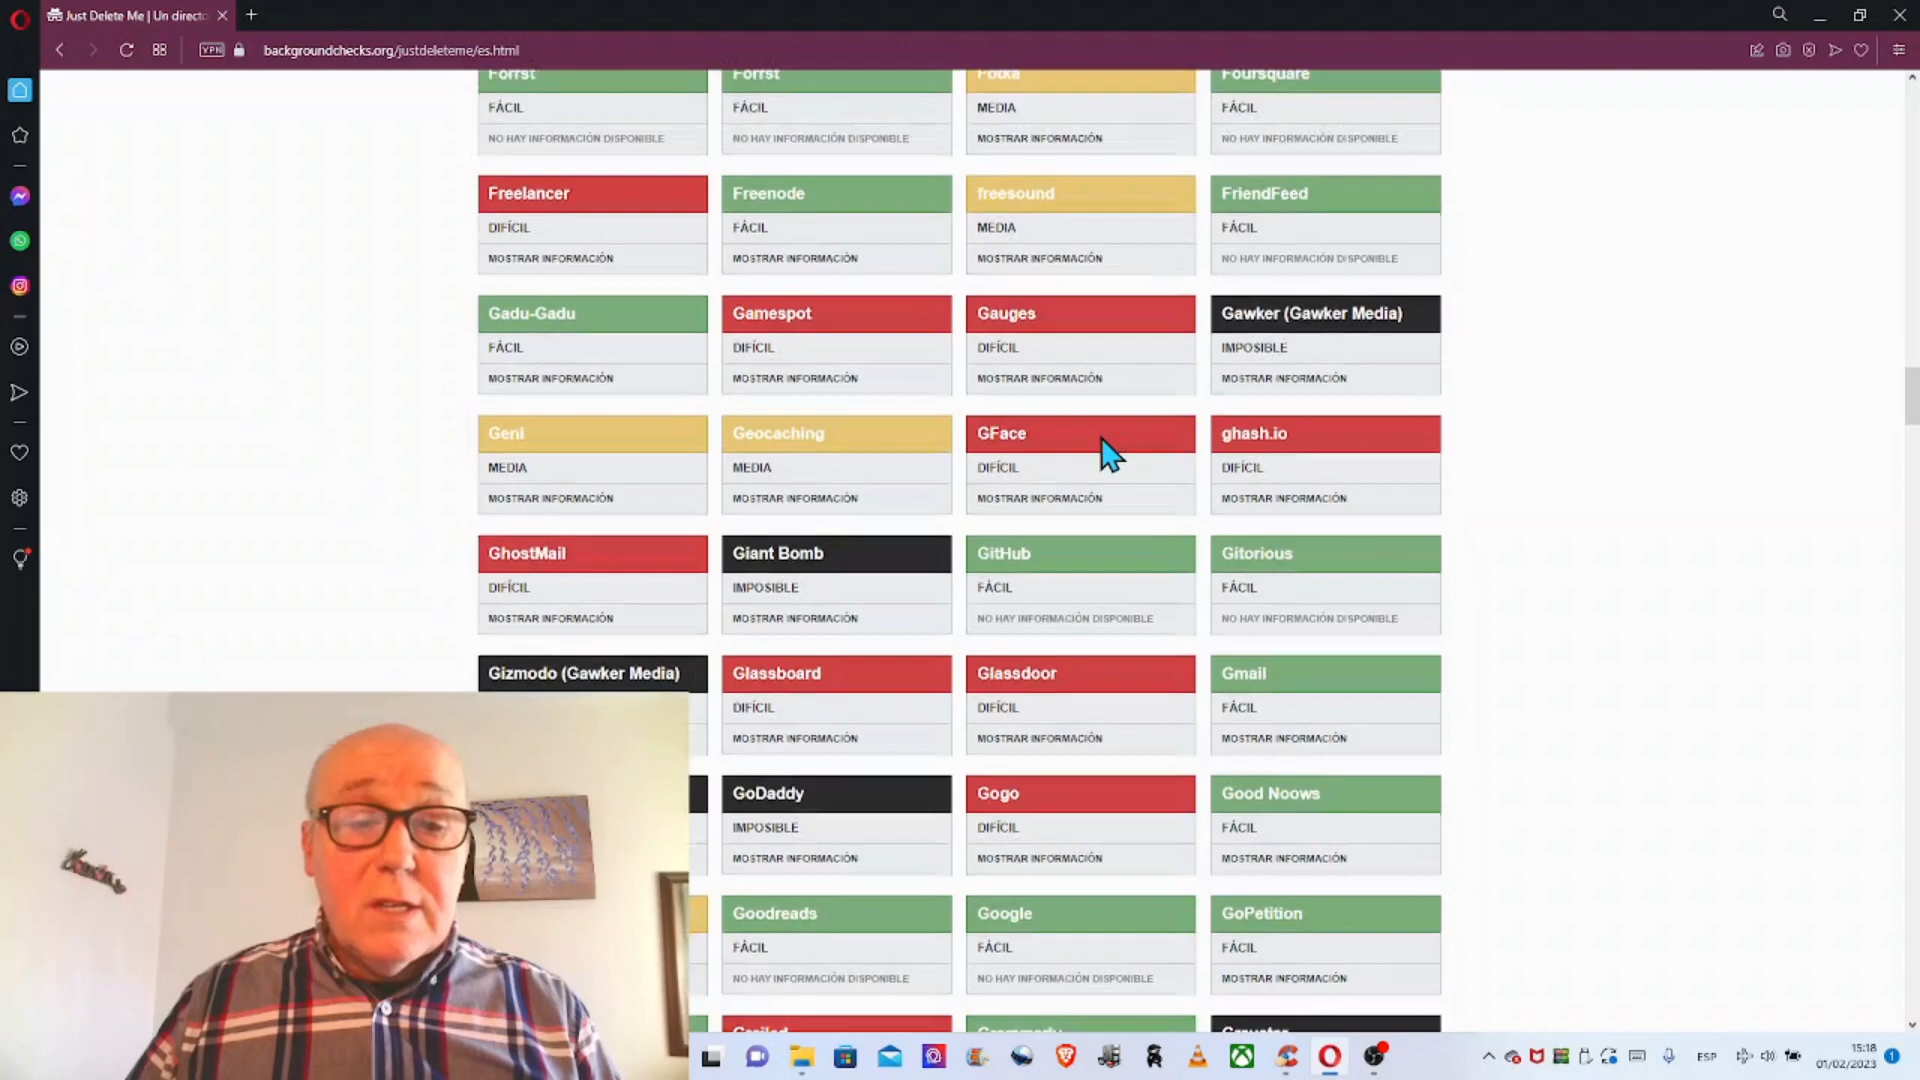 Just Delete Me | Un directo
VPN
backgroundchecks.org/justdeleteme/es.html
Forrst
Forrst
Fotka
Foursquare
FÁCIL
FÁCIL
MEDIA
FÁCIL
NO HAY INFORMACIÓN DISPONIBLE
NO HAY INFORMACIÓN DISPONIBLE
MOSTRAR INFORMACIÓN
NO HAY INFORMACIÓN DISPONIBLE
Freelancer
Freenode
freesound
FriendFeed
DIFÍCIL
FÁCIL
MEDIA
FÁCIL
MOSTRAR INFORMACIÓN
MOSTRAR INFORMACIÓN
MOSTRAR INFORMACIÓN
NO HAY INFORMACIÓN DISPONIBLE
Gadu-Gadu
Gamespot
Gauges
Gawker (Gawker Media)
FÁCIL
DIFÍCIL
DIFÍCIL
IMPOSIBLE
MOSTRAR INFORMACIÓN
MOSTRAR INFORMACIÓN
MOSTRAR INFORMACIÓN
MOSTRAR INFORMACIÓN
Geni
Geocaching
GFace
ghash.io
MEDIA
MEDIA
DIFÍCIL
DIFÍCIL
MOSTRAR INFORMACIÓN
MOSTRAR INFORMACIÓN
MOSTRAR INFORMACIÓN
MOSTRAR INFORMACIÓN
GhostMail
Giant Bomb
GitHub
Gitorious
DIFÍCIL
IMPOSIBLE
FÁCIL
FÁCIL
MOSTRAR INFORMACIÓN
MOSTRAR INFORMACIÓN
NO HAY INFORMACIÓN DISPONIBLE
NO HAY INFORMACIÓN DISPONIBLE
Gizmodo (Gawker Media)
Glassboard
Glassdoor
Gmail
DIFÍCIL
DIFÍCIL
FÁCIL
MOSTRAR INFORMACIÓN
MOSTRAR INFORMACIÓN
MOSTRAR INFORMACIÓN
GoDaddy
Gogo
Good Noows
IMPOSIBLE
DIFÍCIL
FÁCIL
MOSTRAR INFORMACIÓN
MOSTRAR INFORMACIÓN
MOSTRAR INFORMACIÓN
Goodreads
Google
GoPetition
FÁCIL
FÁCIL
FÁCIL
NO HAY INFORMACIÓN DISPONIBLE
NO HAY INFORMACIÓN DISPONIBLE
MOSTRAR INFORMACIÓN
ESP
15:18
01/02/2023
1